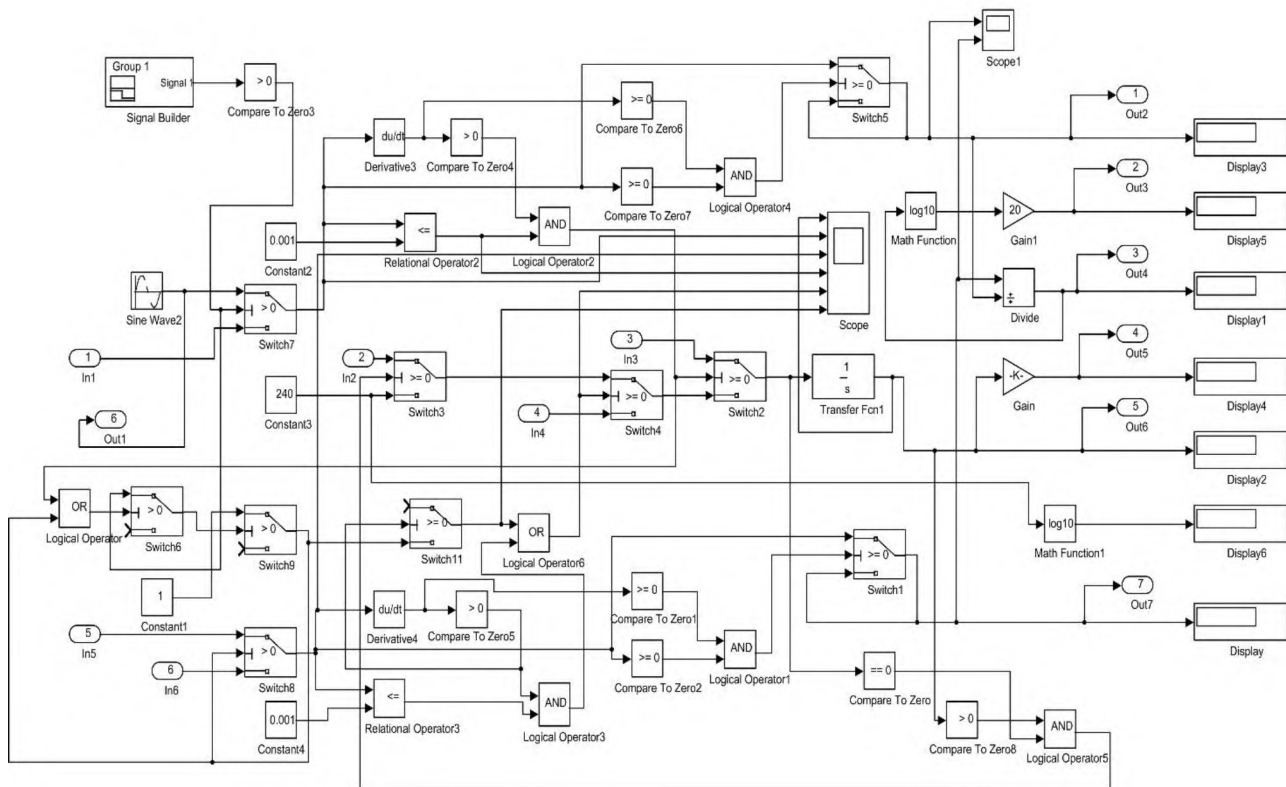 Group 1
Signal 1
Signal Builder
> 0
Compare To Zero3
Scope1
>= 0
Switch5
1
Out2
Display3
du/dt
Derivative3
> 0
Compare To Zero4
>= 0
Compare To Zero6
>= 0
Compare To Zero7
AND
Logical Operator4
2
Out3
log10
Math Function
20
Gain1
Display5
0.001
Constant2
<=
Relational Operator2
AND
Logical Operator2
Scope
3
Out4
÷
Divide
Display1
Sine Wave2
> 0
Switch7
1
In1
2
In2
>= 0
Switch3
3
In3
>= 0
Switch4
4
In4
>= 0
Switch2
1
s
Transfer Fcn1
4
Out5
-K-
Gain
Display4
240
Constant3
6
Out1
5
Out6
Display2
OR
Logical Operator
> 0
Switch6
> 0
Switch9
>= 0
Switch11
OR
Logical Operator6
log10
Math Function1
Display6
1
Constant1
>= 0
Switch1
7
Out7
Display
5
In5
6
In6
> 0
Switch8
du/dt
Derivative4
> 0
Compare To Zero5
>= 0
Compare To Zero1
>= 0
Compare To Zero2
AND
Logical Operator1
== 0
Compare To Zero
0.001
Constant4
<=
Relational Operator3
AND
Logical Operator3
> 0
Compare To Zero8
AND
Logical Operator5